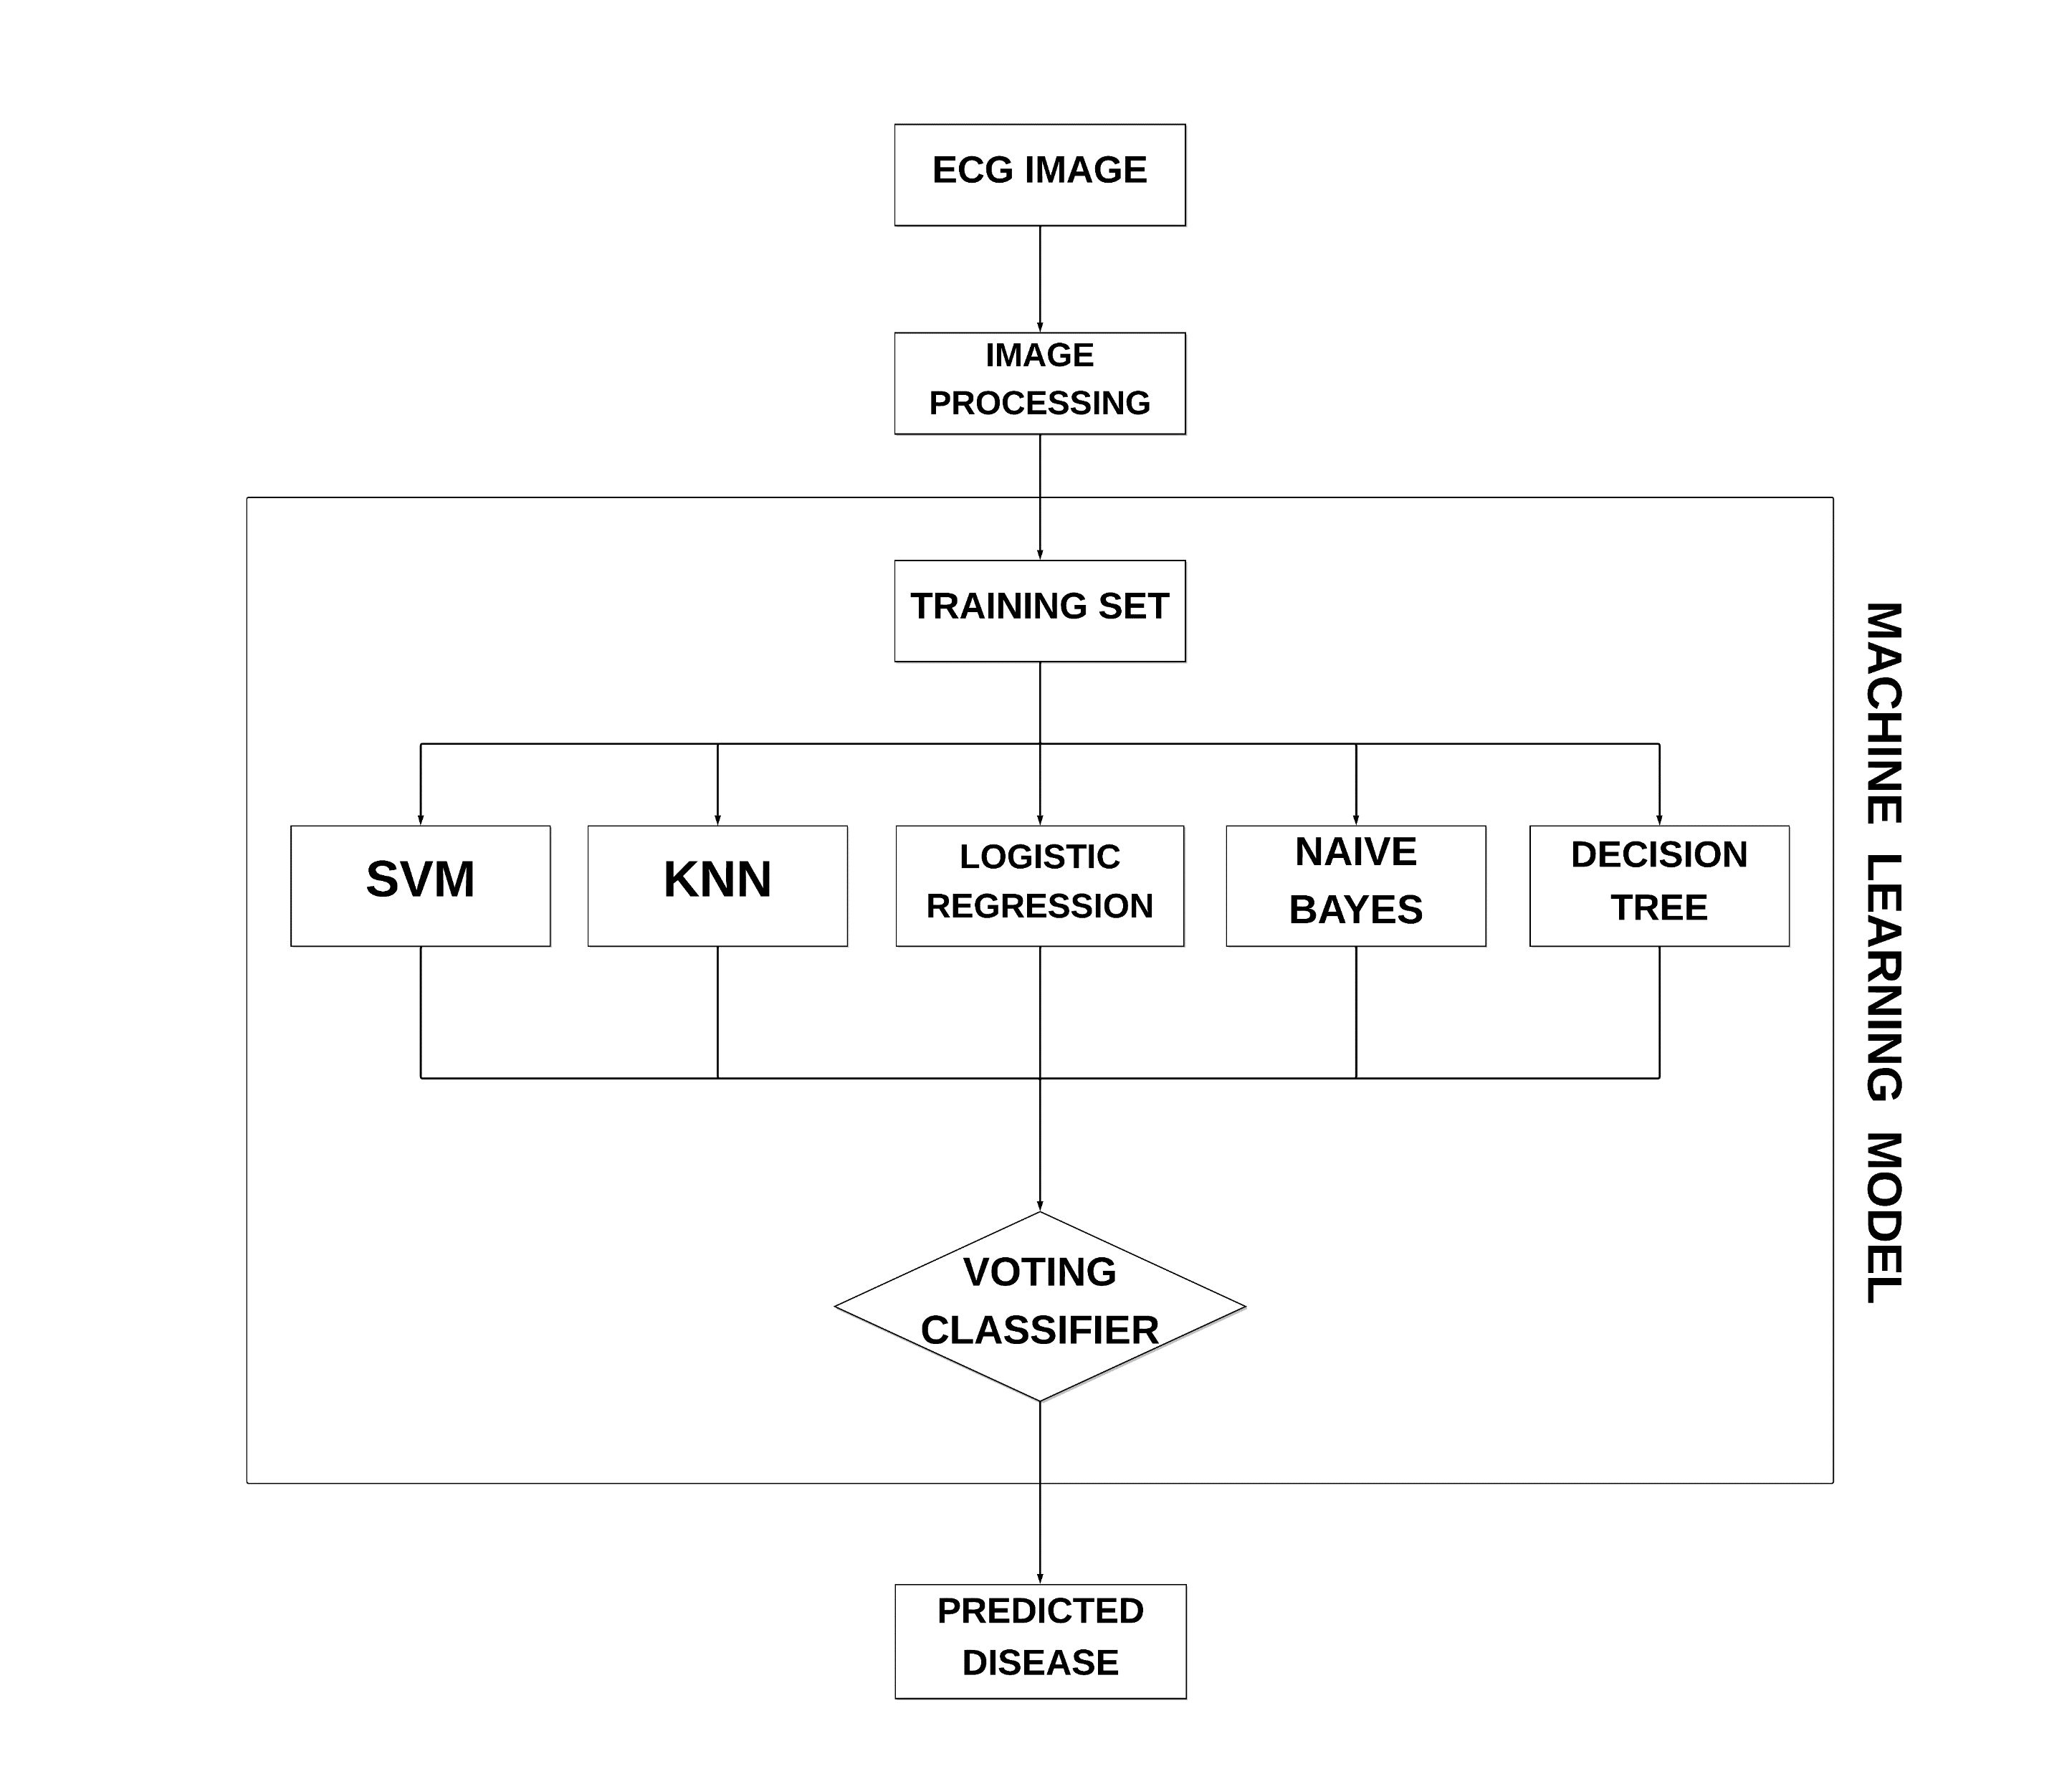 ECG IMAGE
IMAGE
PROCESSING
TRAINING SET
SVM
KNN
LOGISTIC
REGRESSION
NAIVE
BAYES
DECISION
TREE
VOTING
CLASSIFIER
PREDICTED
DISEASE
MACHINE LEARNING MODEL